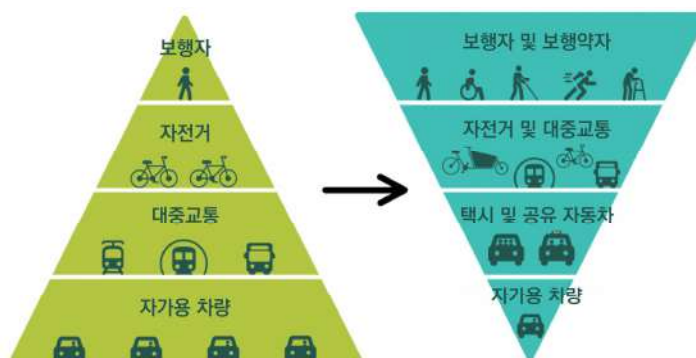 보행자
자전거
대중교통
자가용 차량
보행자 및 보행약자
자전거 및 대중교통
택시 및 공유 자동차
자가용 차량